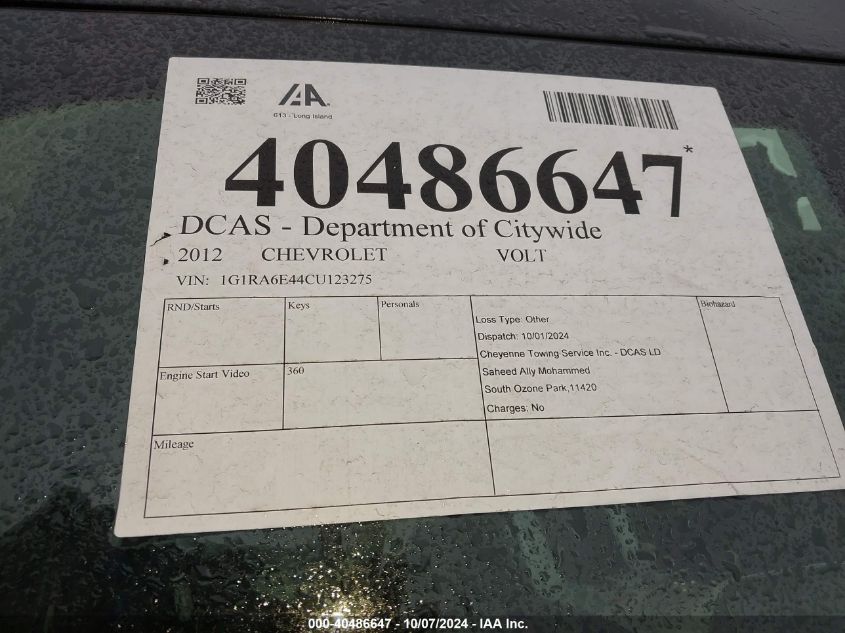 IAA.
613 - Long Island
40486647*
DCAS - Department of Citywide
2012 CHEVROLET VOLT
VIN: 1G1RA6E44CU123275
RND/Starts
Keys
Personals
Loss Type: Other
Dispatch: 10/01/2024
Cheyenne Towing Service Inc. - DCAS LD
Saheed Ally Mohammed
South Ozone Park,11420
Charges: No
Biohazard
Engine Start Video
360
Mileage
000-40486647 - 10/07/2024 - IAA Inc.